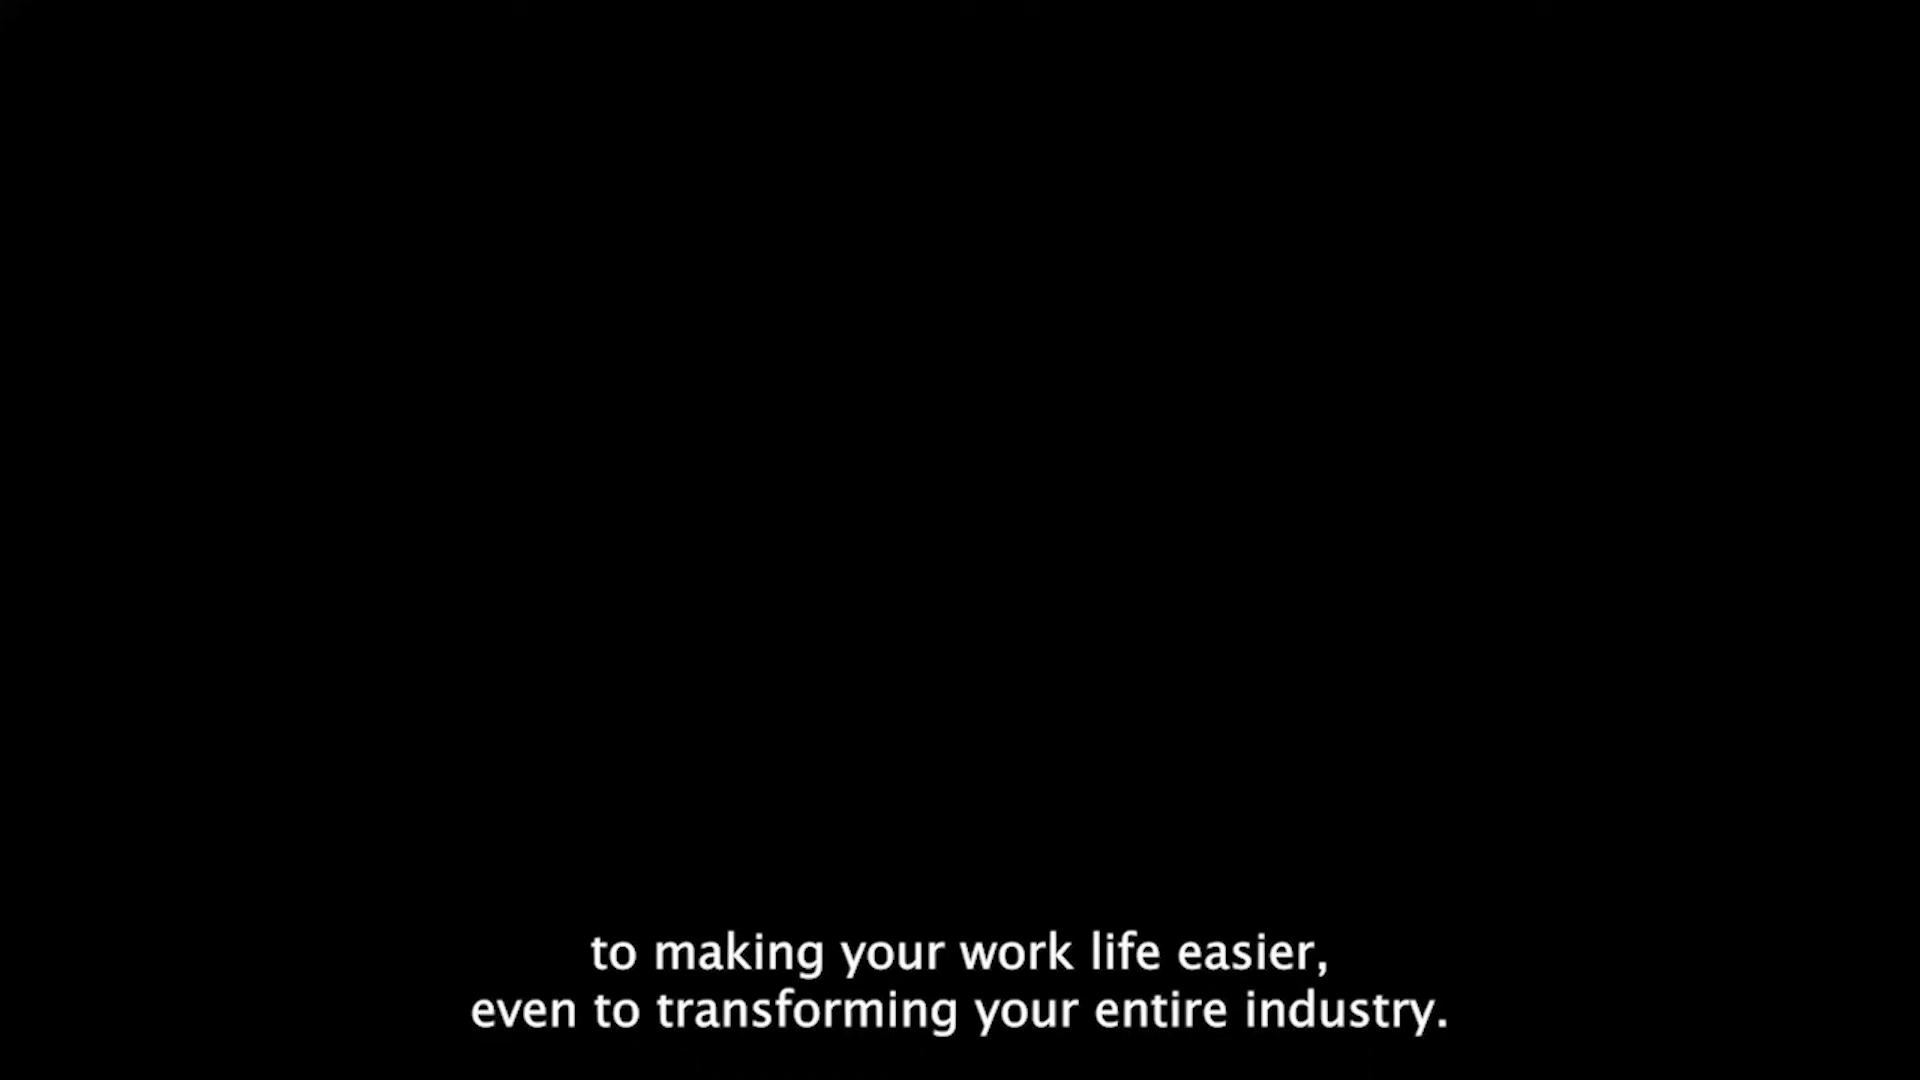 to making your work life easier,
even to transforming your entire industry.